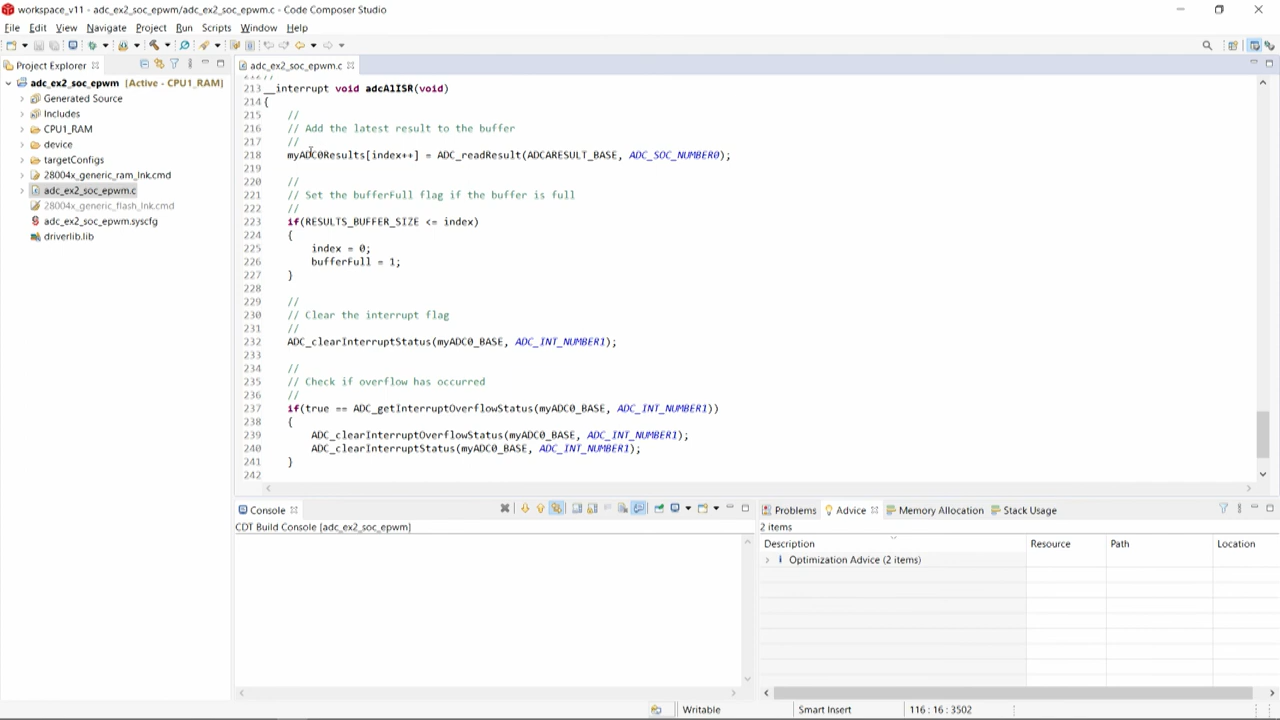 workspace_v11 - adc_ex2_soc_epwm/adc_ex2_soc_epwm.c - Code Composer Studio
File Edit View Navigate Project Run Scripts Window Help
Project Explorer
adc_ex2_soc_epwm [Active - CPU1_RAM]
Generated Source
Includes
CPU1_RAM
device
targetConfigs
28004x_generic_ram_lnk.cmd
adc_ex2_soc_epwm.c
28004x_generic_flash_lnk.cmd
adc_ex2_soc_epwm.syscfg
driverlib.lib
adc_ex2_soc_epwm.c
213 __interrupt void adcA1ISR(void)
214 {
215 //
216 // Add the latest result to the buffer
217 //
218 myADC0Results[index++] = ADC_readResult(ADCARESULT_BASE, ADC_SOC_NUMBER0);
219
220 //
221 // Set the bufferFull flag if the buffer is full
222 //
223 if(RESULTS_BUFFER_SIZE <= index)
224 {
225 index = 0;
226 bufferFull = 1;
227 }
228
229 //
230 // Clear the interrupt flag
231 //
232 ADC_clearInterruptStatus(myADC0_BASE, ADC_INT_NUMBER1);
233
234 //
235 // Check if overflow has occurred
236 //
237 if(true == ADC_getInterruptOverflowStatus(myADC0_BASE, ADC_INT_NUMBER1))
238 {
239 ADC_clearInterruptOverflowStatus(myADC0_BASE, ADC_INT_NUMBER1);
240 ADC_clearInterruptStatus(myADC0_BASE, ADC_INT_NUMBER1);
241 }
242
Console
CDT Build Console [adc_ex2_soc_epwm]
Problems Advice Memory Allocation Stack Usage
2 items
Description Resource Path Location
Optimization Advice (2 items)
Writable Smart Insert 116 : 16 : 3502